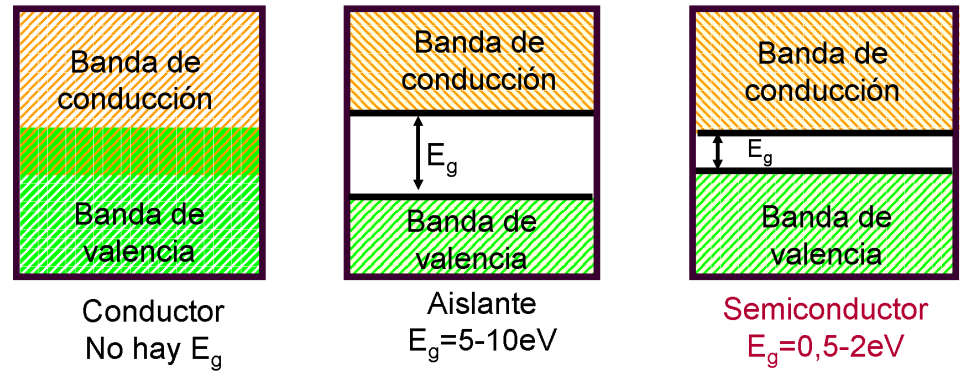 Banda de
conducción
Banda de
valencia
Conductor
No hay Eg
Banda de
conducción
Eg
Banda de
valencia
Aislante
Eg=5-10eV
Banda de
conducción
Eg
Banda de
valencia
Semiconductor
Eg=0,5-2eV